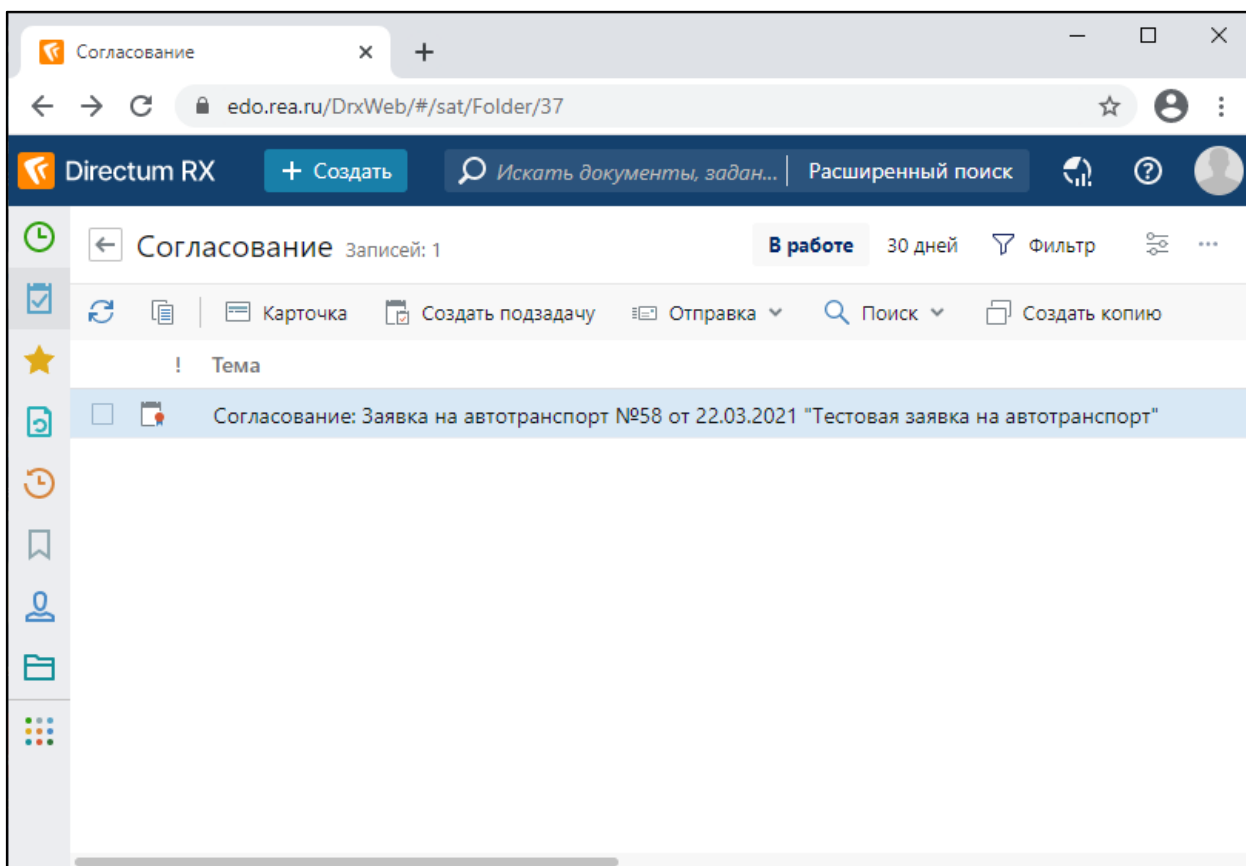 Согласование
edo.rea.ru/DrxWeb/#/sat/Folder/37
Directum RX + Создать Искать документы, задан... Расширенный поиск
Согласование Записей: 1 В работе 30 дней Фильтр ...
Карточка Создать подзадачу Отправка Поиск Создать копию
! Тема
Согласование: Заявка на автотранспорт №58 от 22.03.2021 "Тестовая заявка на автотранспорт"